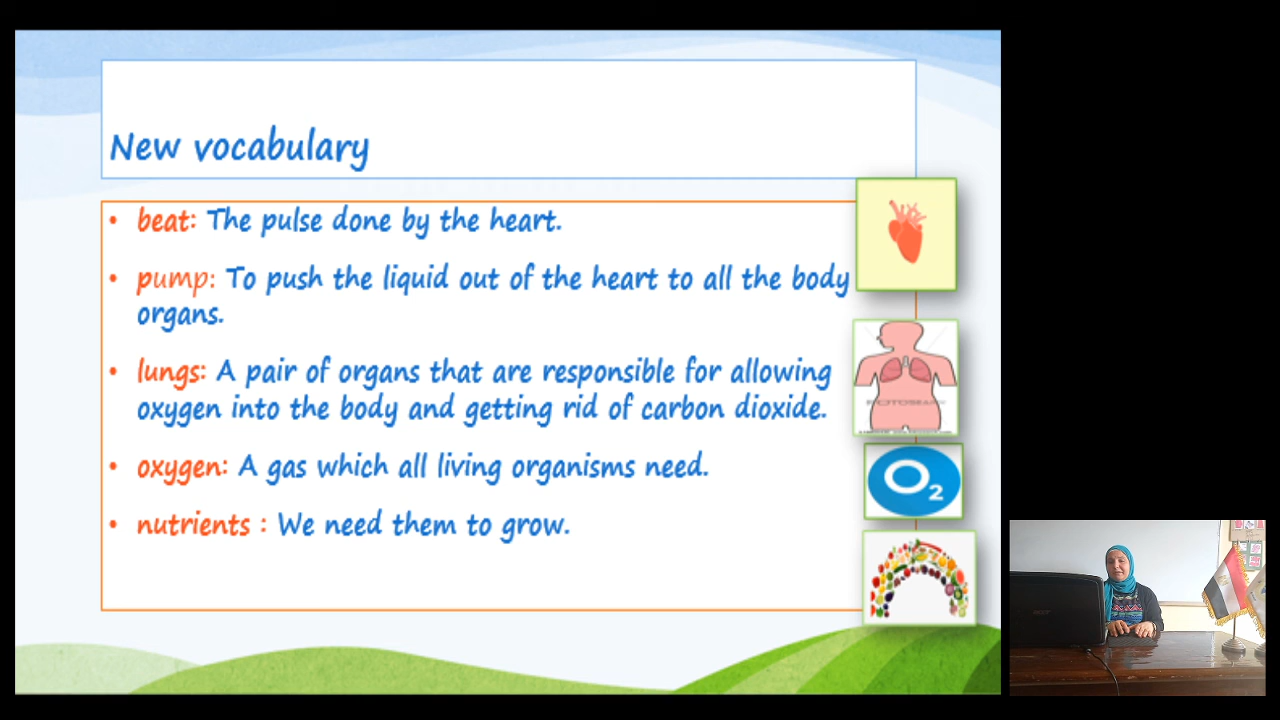 New vocabulary
• beat: The pulse done by the heart.
• pump: To push the liquid out of the heart to all the body
organs.
• lungs: A pair of organs that are responsible for allowing
oxygen into the body and getting rid of carbon dioxide.
• oxygen: A gas which all living organisms need.
• nutrients : We need them to grow.
O2
acer